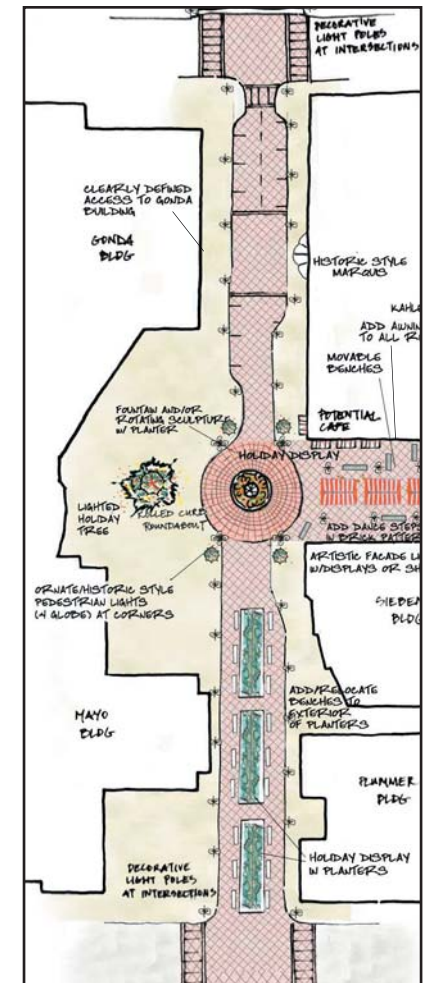 DECORATIVE
LIGHT POLES
AT INTERSECTIONS
CLEARLY DEFINED
ACCESS TO GONDA
BUILDING
GONDA
BLDG
HISTORIC STYLE
MARQUS
KAHLE
ADD AWNIN
TO ALL R
MOVABLE
BENCHES
FOUNTAIN AND/OR
ROTATING SCULPTURE
W/ PLANTER
POTENTIAL
CAFE
HOLIDAY DISPLAY
LIGHTED
HOLIDAY
TREE
ROLLED CURB
ROUNDABOUT
ADD DANCE STEPS
IN BRICK PATTER
ARTISTIC FACADE L
W/DISPLAYS OR SH
ORNATE/HISTORIC STYLE
PEDESTRIAN LIGHTS
(4 GLOBE) AT CORNERS
SIEBEN
BLDG
ADD/RELOCATE
BENCHES TO
EXTERIOR
OF PLANTERS
MAYO
BLDG
PLUMMER
BLDG
HOLIDAY DISPLAY
IN PLANTERS
DECORATIVE
LIGHT POLES
AT INTERSECTIONS